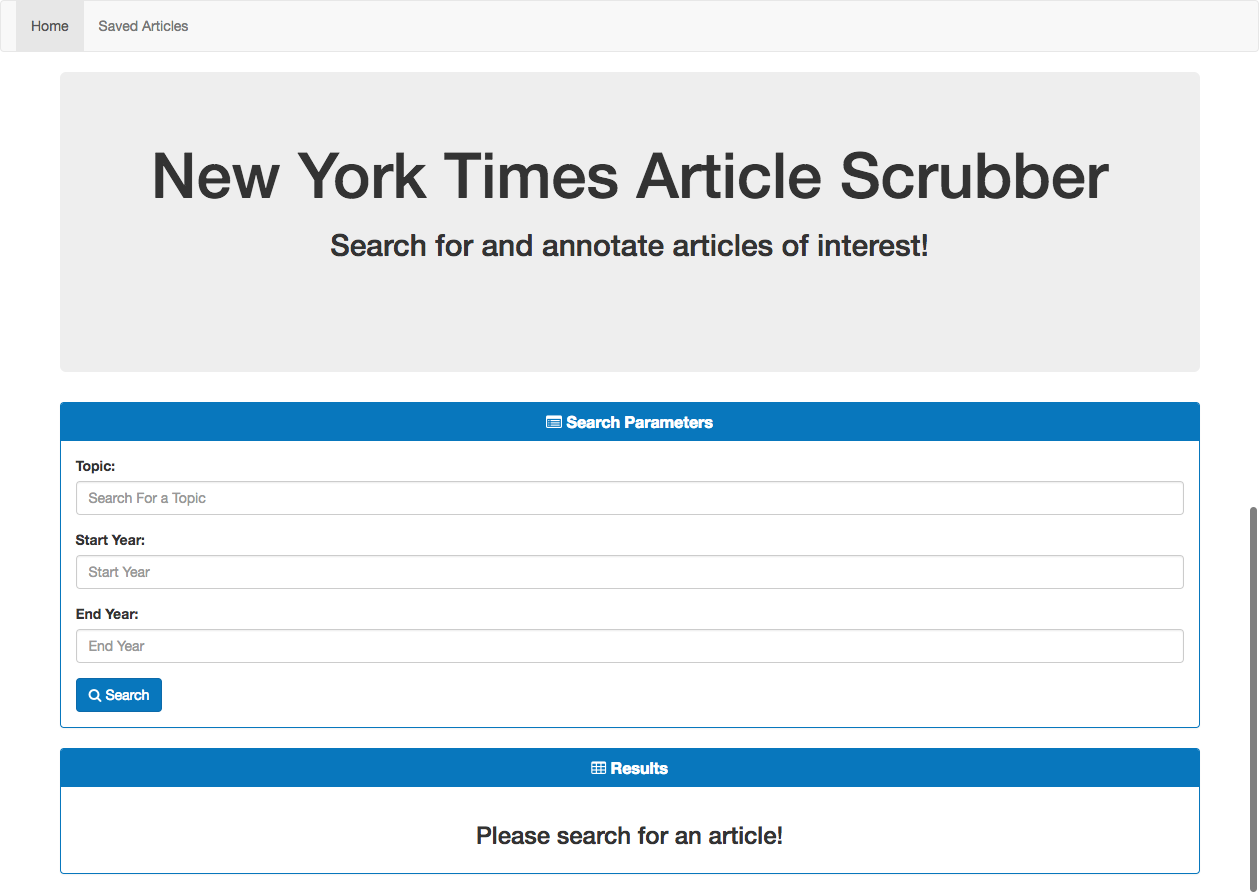 Home Saved Articles
New York Times Article Scrubber
Search for and annotate articles of interest!
Search Parameters
Topic:
Search For a Topic
Start Year:
Start Year
End Year:
End Year
Search
Results
Please search for an article!